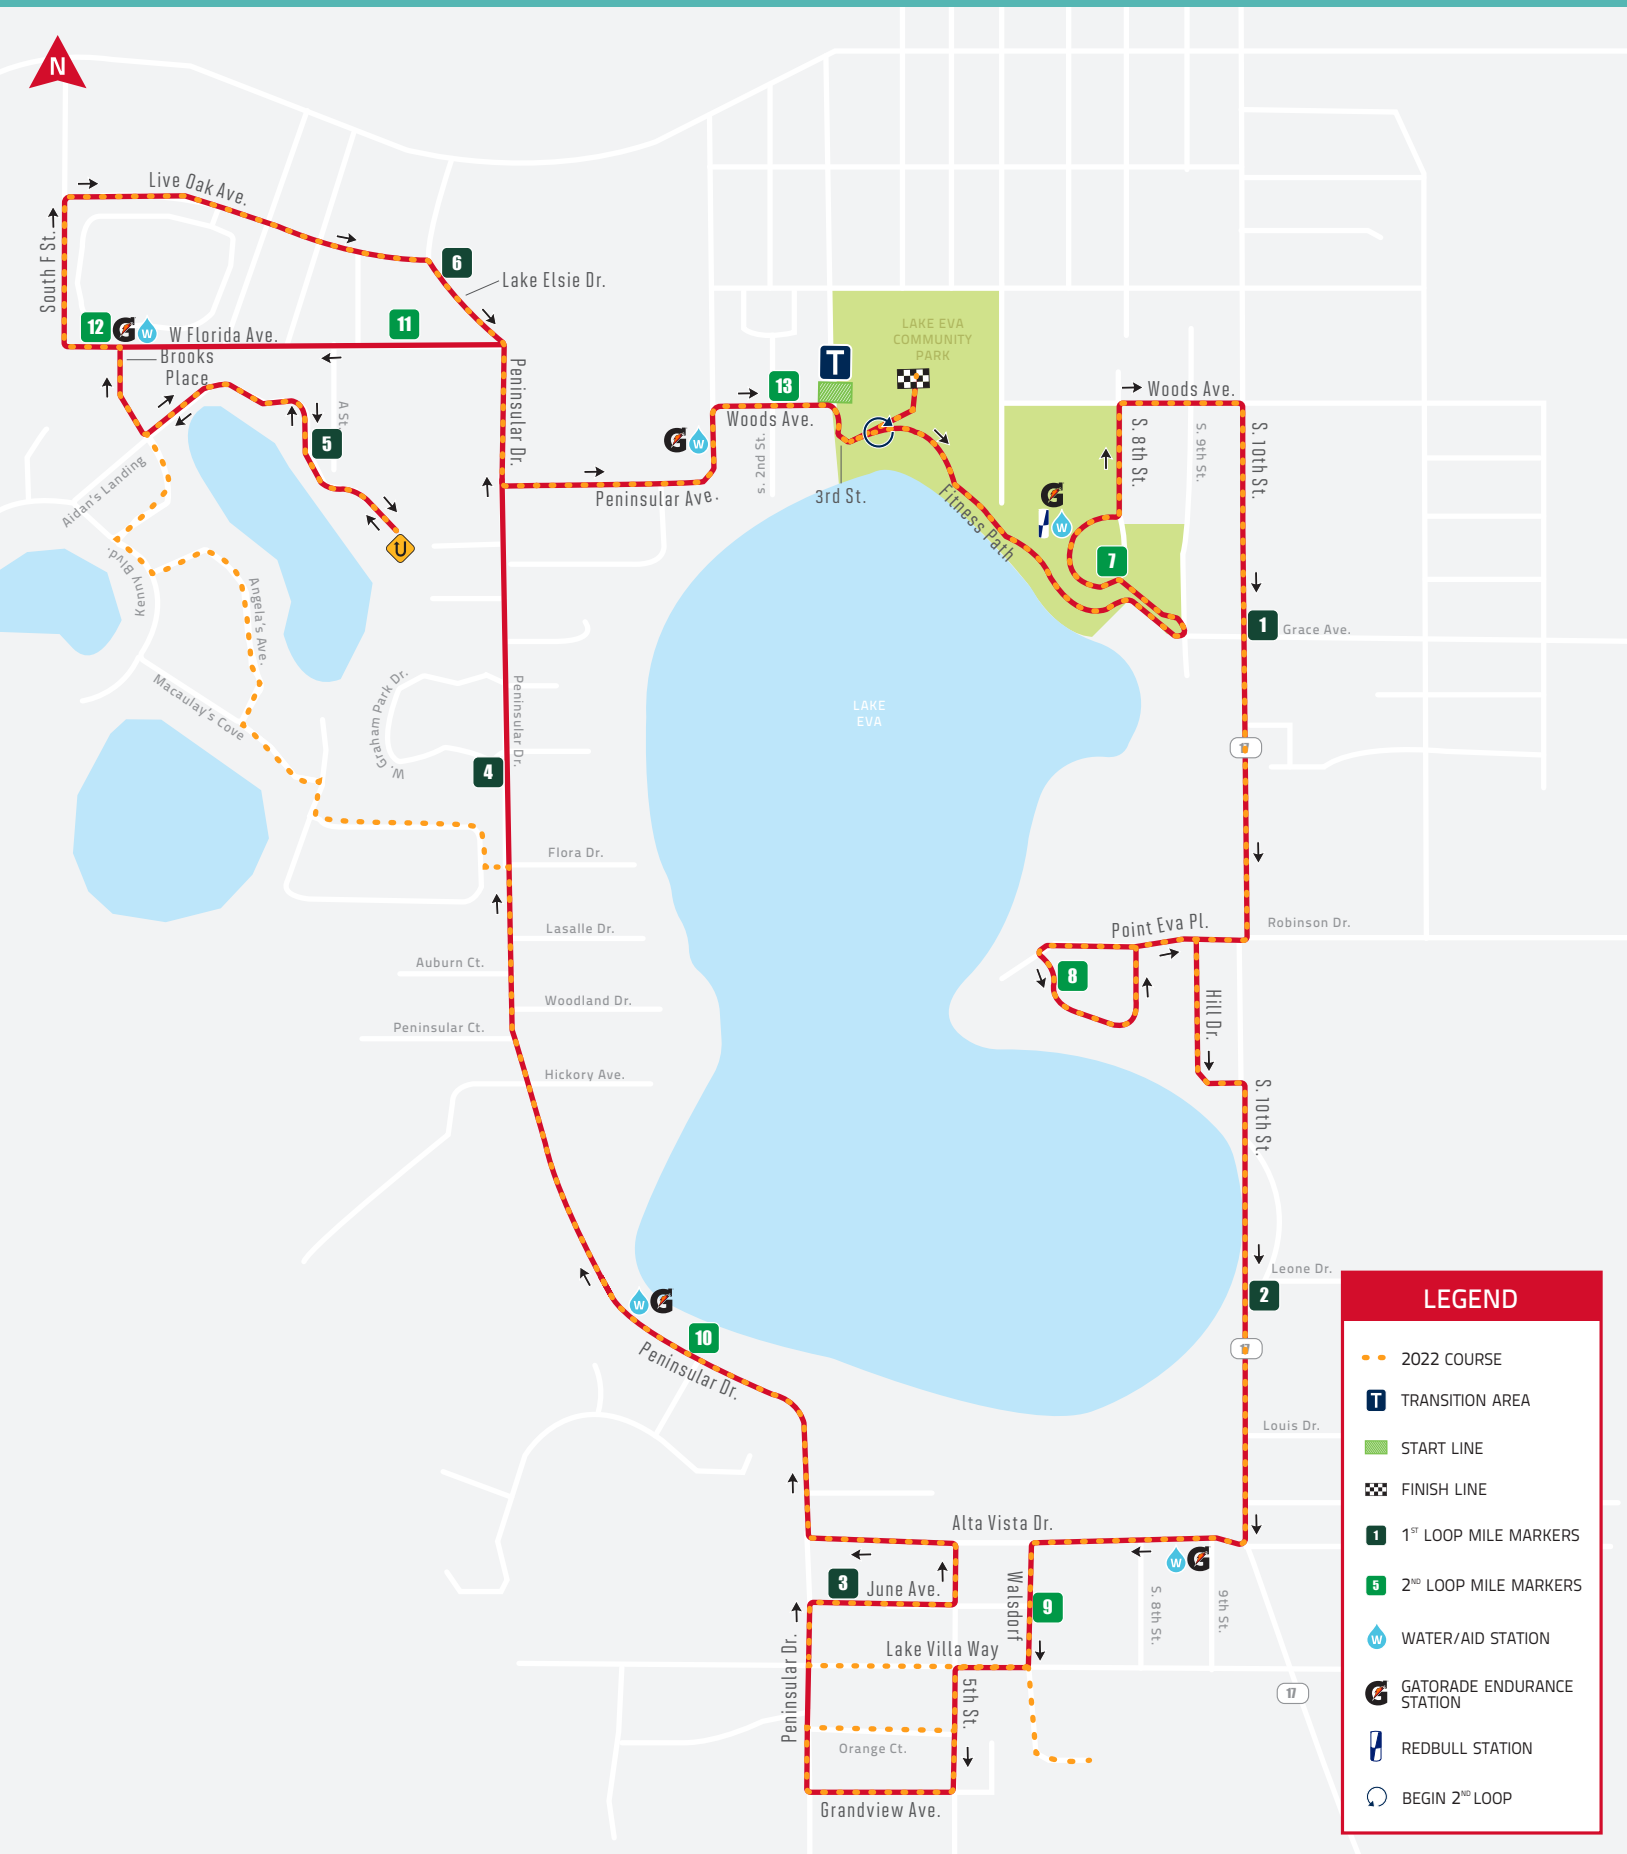 N
Live Oak Ave.
South F St.
6
Lake Elsie Dr.
12
G
W
W Florida Ave.
11
Brooks
Place
A St.
5
Peninsular Dr.
Aidan's Landing
Kenny Blvd.
Angela's Ave.
Macaulay's Cove
U
W. Graham Park Dr.
Peninsular Dr.
4
LAKE EVA
COMMUNITY
PARK
T
13
Woods Ave.
G
W
S. 2nd St.
Peninsular Ave.
3rd St.
Fitness Path
G
W
7
Woods Ave.
S. 8th St.
S. 9th St.
S. 10th St.
1
Grace Ave.
LAKE
EVA
17
Flora Dr.
Lasalle Dr.
Auburn Ct.
Woodland Dr.
Peninsular Ct.
Hickory Ave.
Point Eva Pl.
Robinson Dr.
8
Hill Dr.
S. 10th St.
Leone Dr.
2
17
W
G
10
Peninsular Dr.
Louis Dr.
Alta Vista Dr.
W
G
3
June Ave.
Walsdorf
9
S. 8th St.
9th St.
Lake Villa Way
Peninsular Dr.
5th St.
17
Orange Ct.
Grandview Ave.
LEGEND
2022 COURSE
T TRANSITION AREA
START LINE
FINISH LINE
1 1ST LOOP MILE MARKERS
5 2ND LOOP MILE MARKERS
W WATER/AID STATION
G GATORADE ENDURANCE
STATION
REDBULL STATION
BEGIN 2ND LOOP